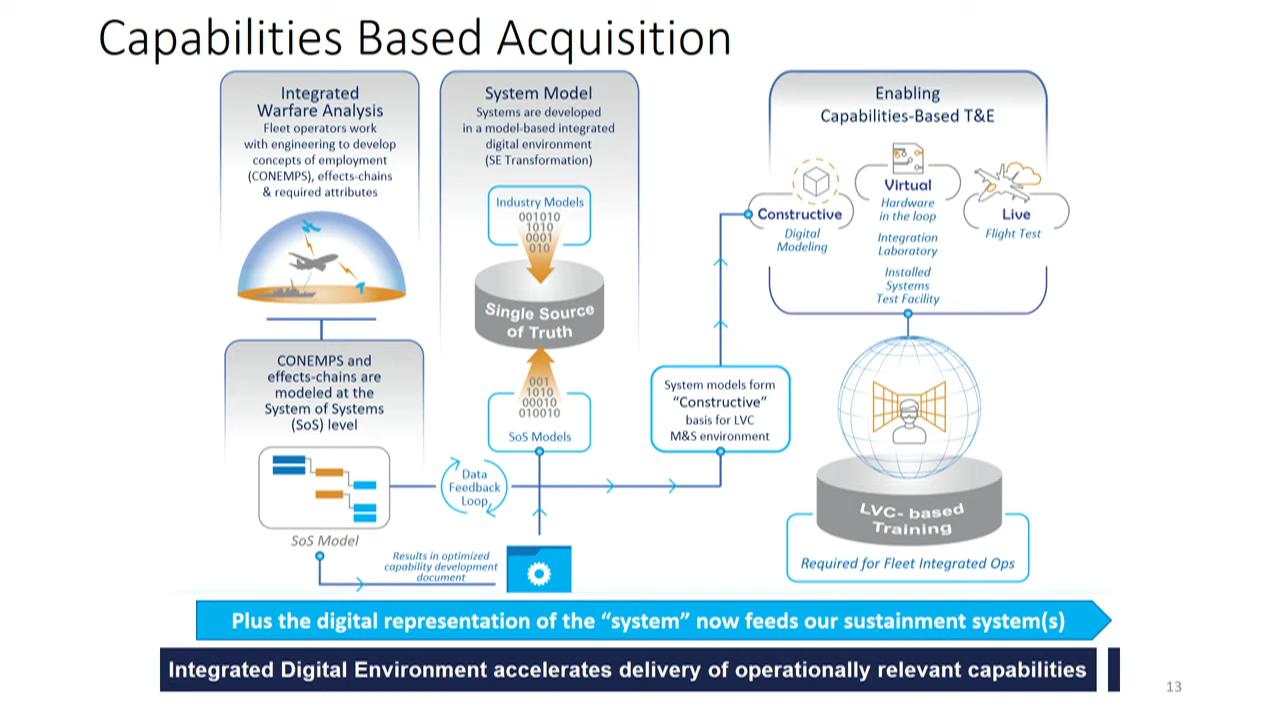 Capabilities Based Acquisition
Integrated
Warfare Analysis
Fleet operators work
with engineering to develop
concepts of employment
(CONEMPS), effects-chains
& required attributes
CONEMPS and
effects-chains are
modeled at the
System of Systems
(SoS) level
SoS Model
Results in optimized
capability development
document
Data
Feedback
Loop
System Model
Systems are developed
in a model-based integrated
digital environment
(SE Transformation)
Industry Models
001010
1010
0001
010
Single Source
of Truth
001
1010
00010
010010
SoS Models
System models form
“Constructive”
basis for LVC
M&S environment
Enabling
Capabilities-Based T&E
Constructive
Digital
Modeling
Virtual
Hardware
in the loop
Integration
Laboratory
Installed
Systems
Test Facility
Live
Flight Test
LVC- based
Training
Required for Fleet Integrated Ops
Plus the digital representation of the “system” now feeds our sustainment system(s)
Integrated Digital Environment accelerates delivery of operationally relevant capabilities
13